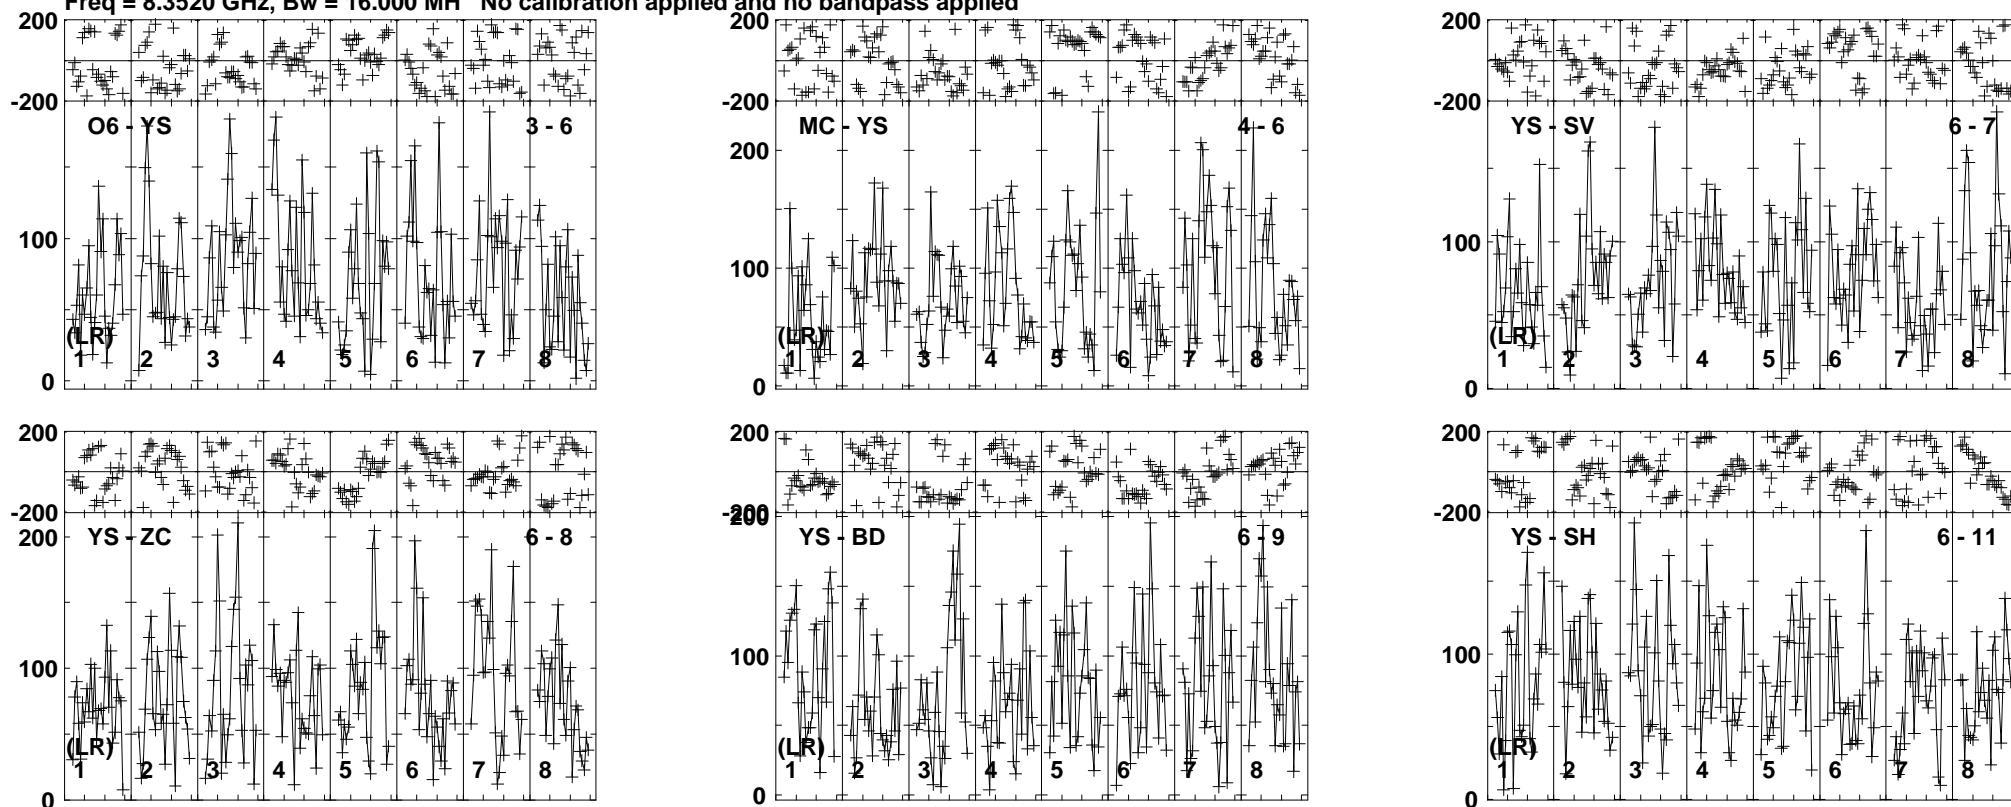 Freq = 8.3520 GHz, Bw = 16.000 MH No calibration applied and no bandpass applied
200
-200
O6 - YS
3 - 6
100
0
(LR)
1 2 3 4 5 6 7 8
200
-200
MC - YS
4 - 6
200
100
0
(LR)
1 2 3 4 5 6 7 8
200
-200
YS - SV
6 - 7
100
0
(LR)
1 2 3 4 5 6 7 8
200
-200
YS - ZC
6 - 8
200
100
0
(LR)
1 2 3 4 5 6 7 8
200
-200
200
YS - BD
6 - 9
100
0
(LR)
1 2 3 4 5 6 7 8
200
-200
YS - SH
6 - 11
100
0
(LR)
1 2 3 4 5 6 7 8